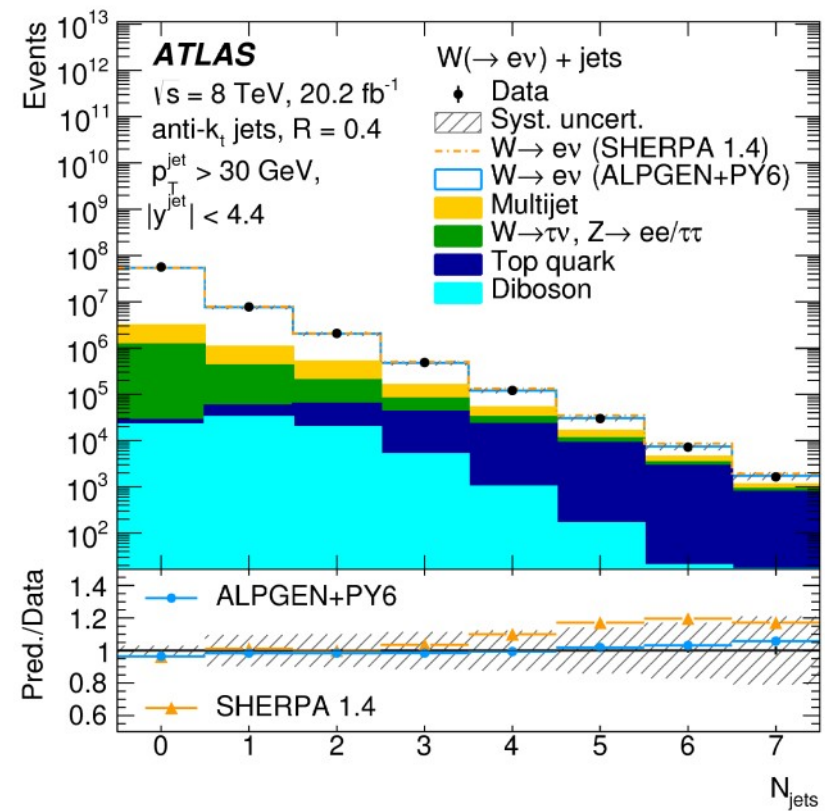 Events
10¹³
10¹²
10¹¹
10¹⁰
10⁹
10⁸
10⁷
10⁶
10⁵
10⁴
10³
10²
ATLAS
√s = 8 TeV, 20.2 fb⁻¹
anti-kₜ jets, R = 0.4
p_T^jet > 30 GeV,
|y^jet| < 4.4
W(→ eν) + jets
Data
Syst. uncert.
W→ eν (SHERPA 1.4)
W→ eν (ALPGEN+PY6)
Multijet
W→τν, Z→ ee/ττ
Top quark
Diboson
Pred./Data
1.4
1.2
1
0.8
0.6
ALPGEN+PY6
SHERPA 1.4
0 1 2 3 4 5 6 7
N_jets